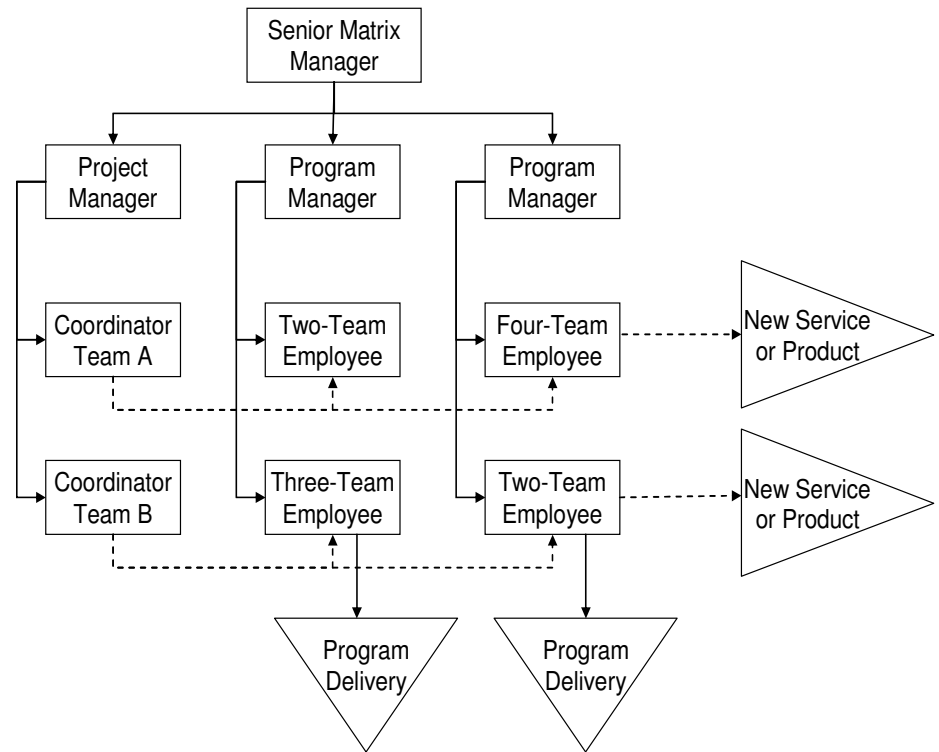 Senior Matrix
Manager
Project
Manager
Program
Manager
Program
Manager
Coordinator
Team A
Two-Team
Employee
Four-Team
Employee
New Service
or Product
Coordinator
Team B
Three-Team
Employee
Two-Team
Employee
New Service
or Product
Program
Delivery
Program
Delivery